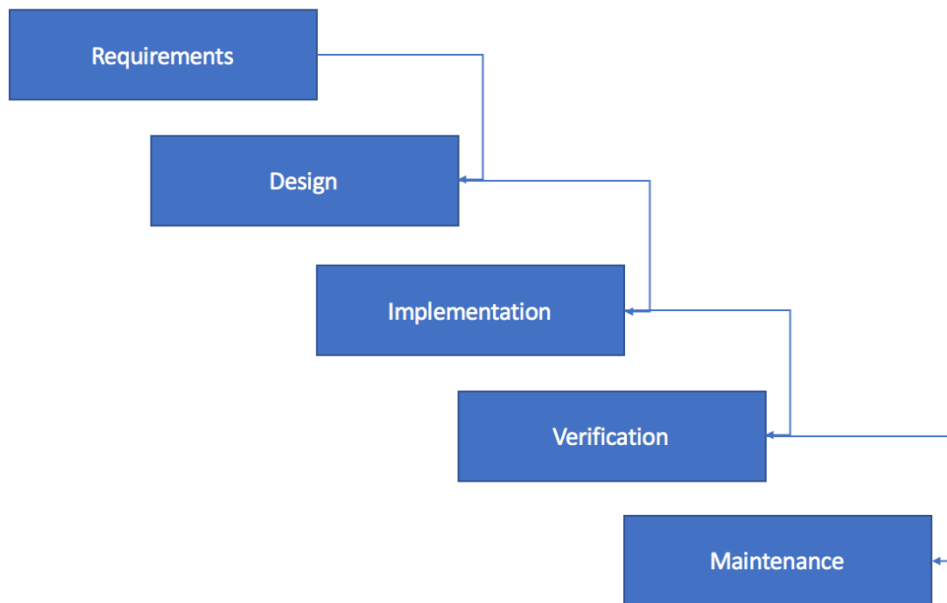 Requirements
Design
Implementation
Verification
Maintenance